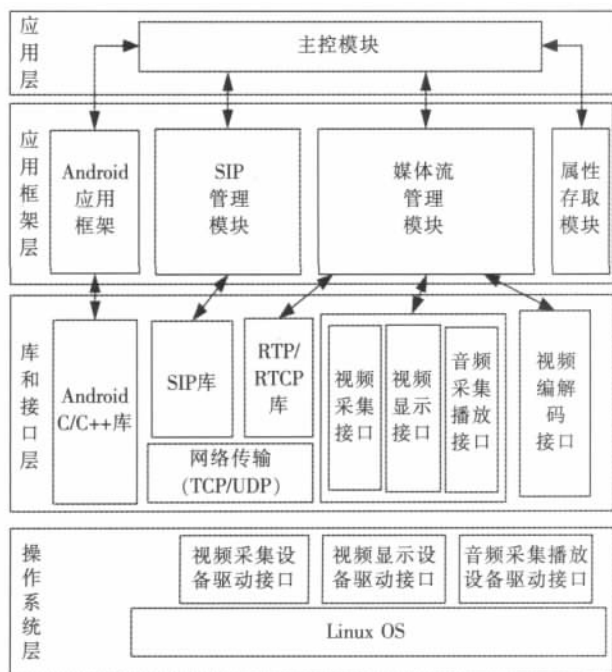 应用层
主控模块
应用框架层
Android
应用
框架
SIP
管理
模块
媒体流
管理
模块
属性
存取
模块
库和接口层
Android
C/C++库
SIP库
RTP/
RTCP
库
网络传输
(TCP/UDP)
视频
采集
接口
视频
显示
接口
音频
采集
播放
接口
视频
编解
码
接口
操作系统层
视频采集设
备驱动接口
视频显示设
备驱动接口
音频采集播放
设备驱动接口
Linux OS